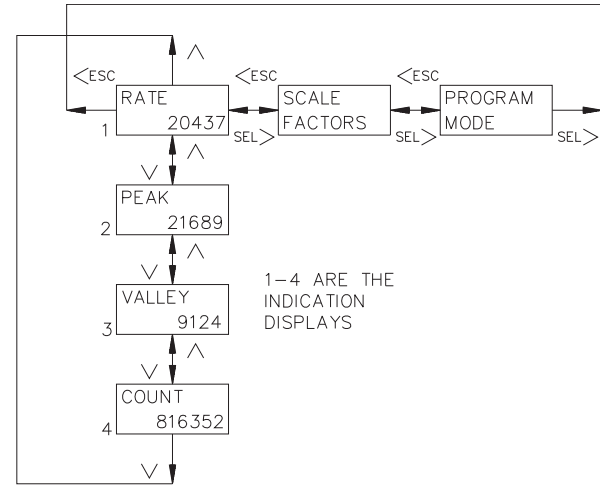 <ESC <ESC <ESC
RATE
20437
1
SCALE
FACTORS
PROGRAM
MODE
SEL> SEL> SEL>
PEAK
21689
2
VALLEY
9124
3
COUNT
816352
4
1-4 ARE THE
INDICATION
DISPLAYS